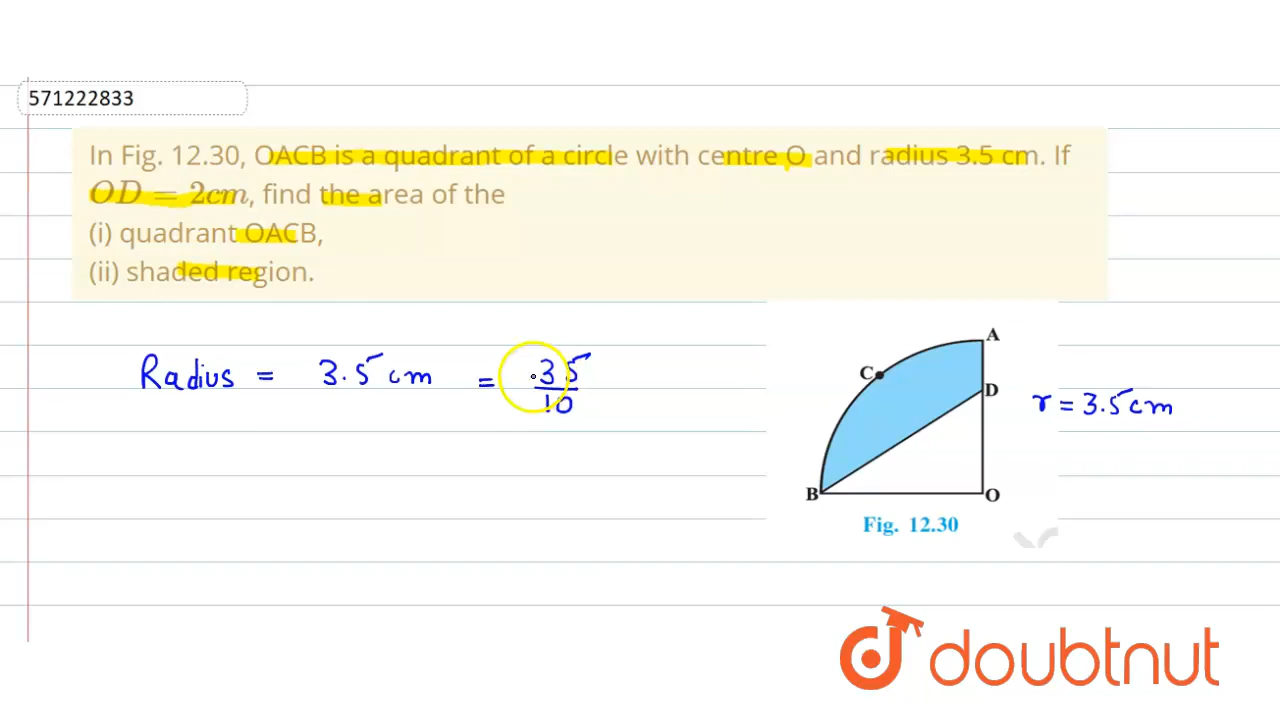 571222833
In Fig. 12.30, OACB is a quadrant of a circle with centre O and radius 3.5 cm. If
OD = 2cm, find the area of the
(i) quadrant OACB,
(ii) shaded region.
Radius = 3.5 cm = 35/10
A
C
D
r = 3.5 cm
B
O
Fig. 12.30
doubtnut